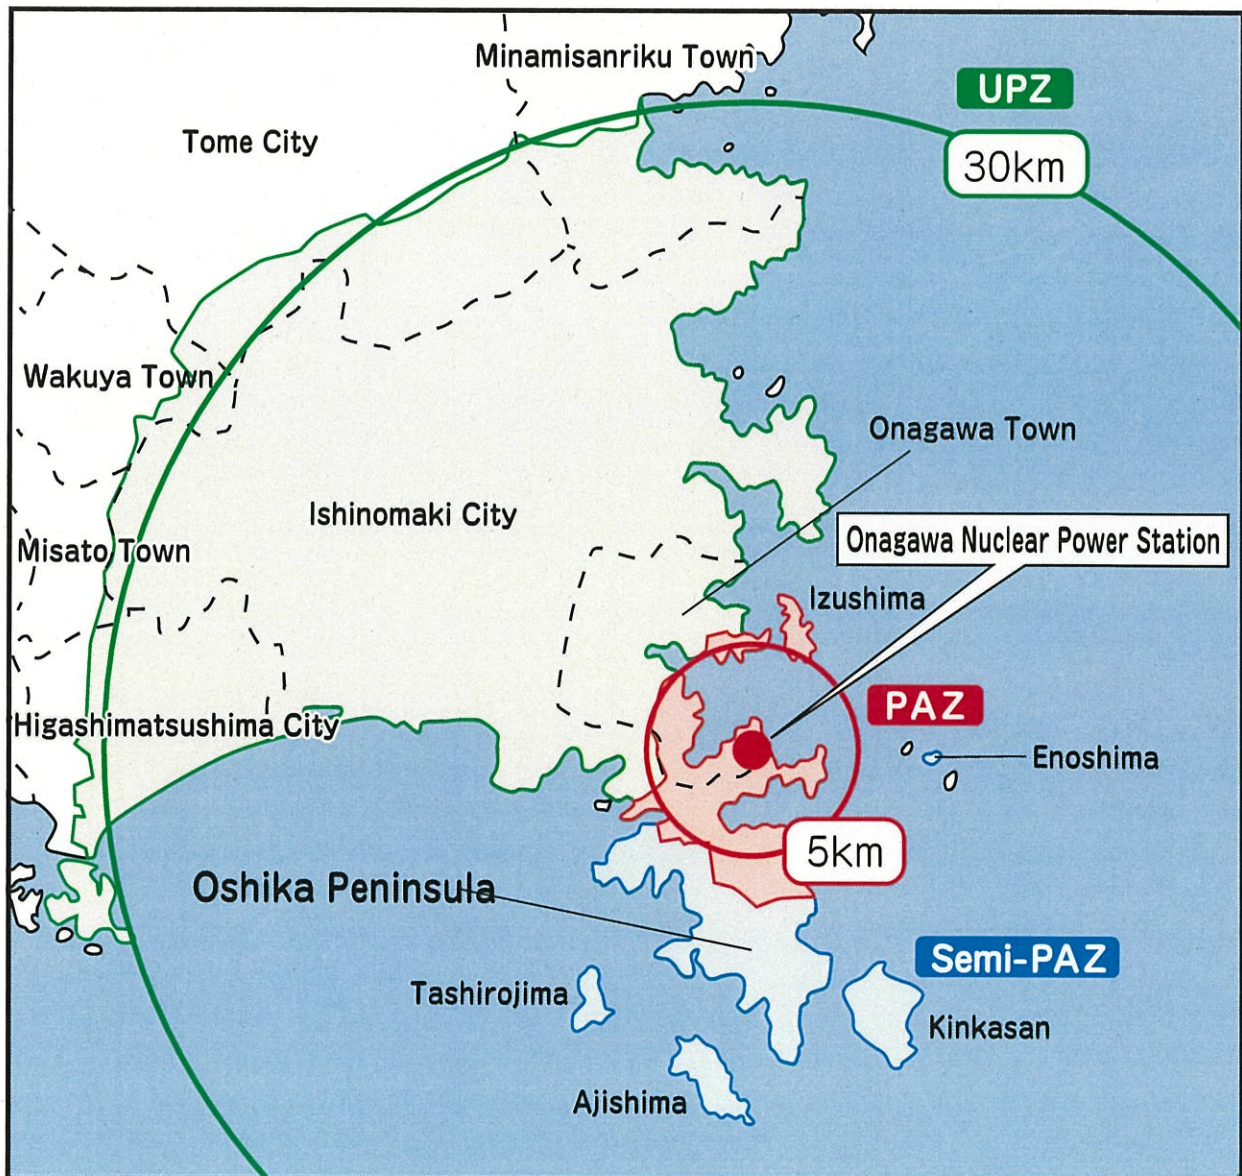 Minamisanriku Town
UPZ
Tome City
30km
Wakuya Town
Onagawa Town
Ishinomaki City
Onagawa Nuclear Power Station
Misato Town
Izushima
PAZ
Higashimatsushima City
Enoshima
5km
Oshika Peninsula
Semi-PAZ
Tashirojima
Kinkasan
Ajishima